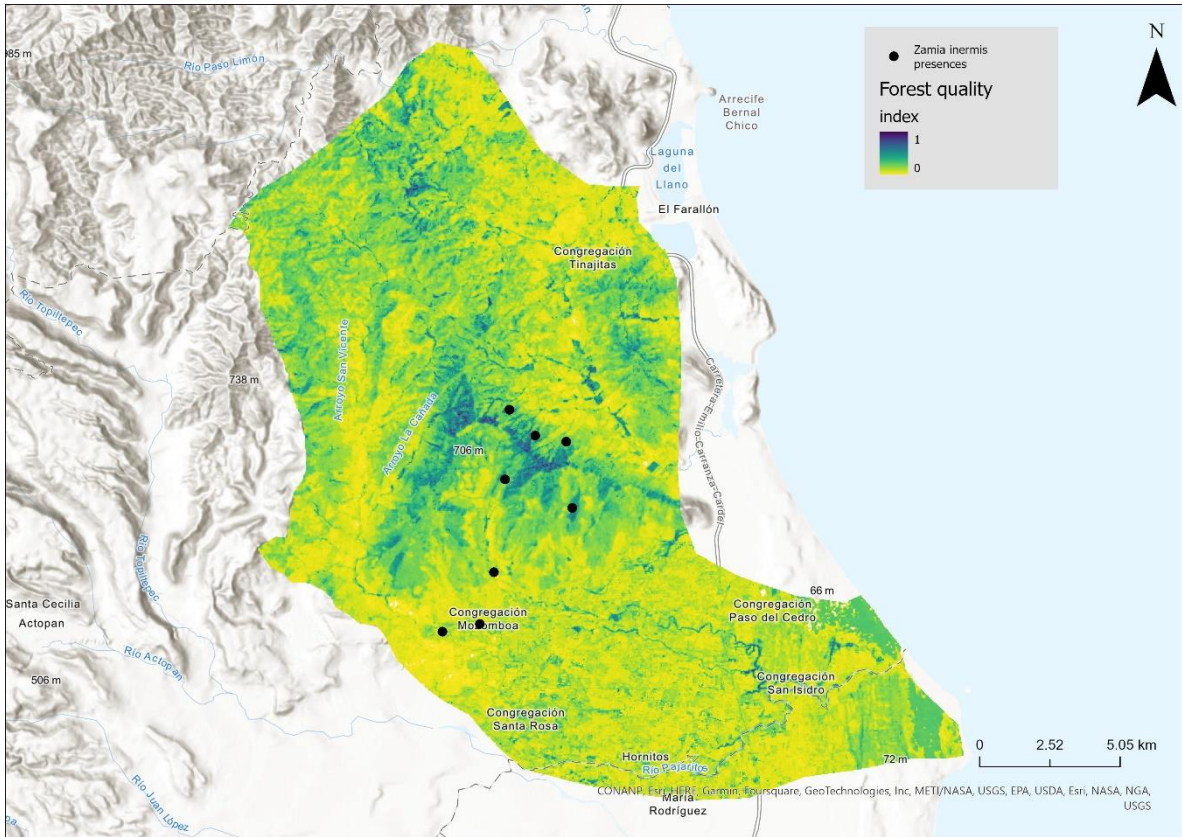 985 m
Río Paso Limón
Zamia inermis
presences
Forest quality
index
1
0
N
Arrecife
Bernal
Chico
Laguna
del
Llano
El Farallón
Congregación
Tinajitas
Río Topiltepec
Arroyo San Vicente
738 m
Arroyo La Cañada
Carretera-Emilio-Carranza-Cardel
706 m
Río Topiltepec
Santa Cecilia
Actopan
Congregación
Mozomboa
66 m
Congregación
Paso del Cedro
Río Actopan
506 m
Congregación
San Isidro
Congregación
Santa Rosa
Hornitos
Río Pajaritos
72 m
0
2.52
5.05 km
María
Rodríguez
Río Juan López
CONANP, Esri, HERE, Garmin, Foursquare, GeoTechnologies, Inc, METI/NASA, USGS, EPA, USDA, Esri, NASA, NGA,
USGS